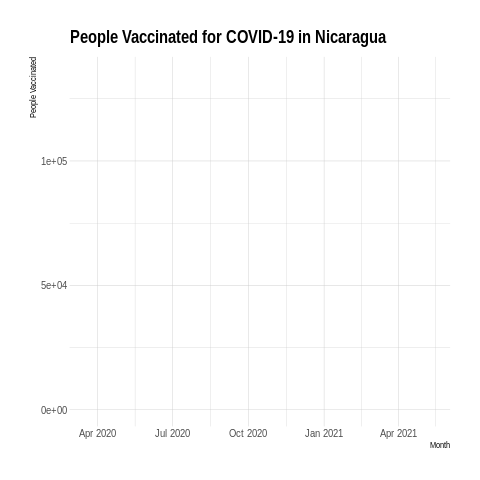 People Vaccinated for COVID-19 in Nicaragua
People Vaccinated
1e+05
5e+04
0e+00
Apr 2020 Jul 2020 Oct 2020 Jan 2021 Apr 2021
Month